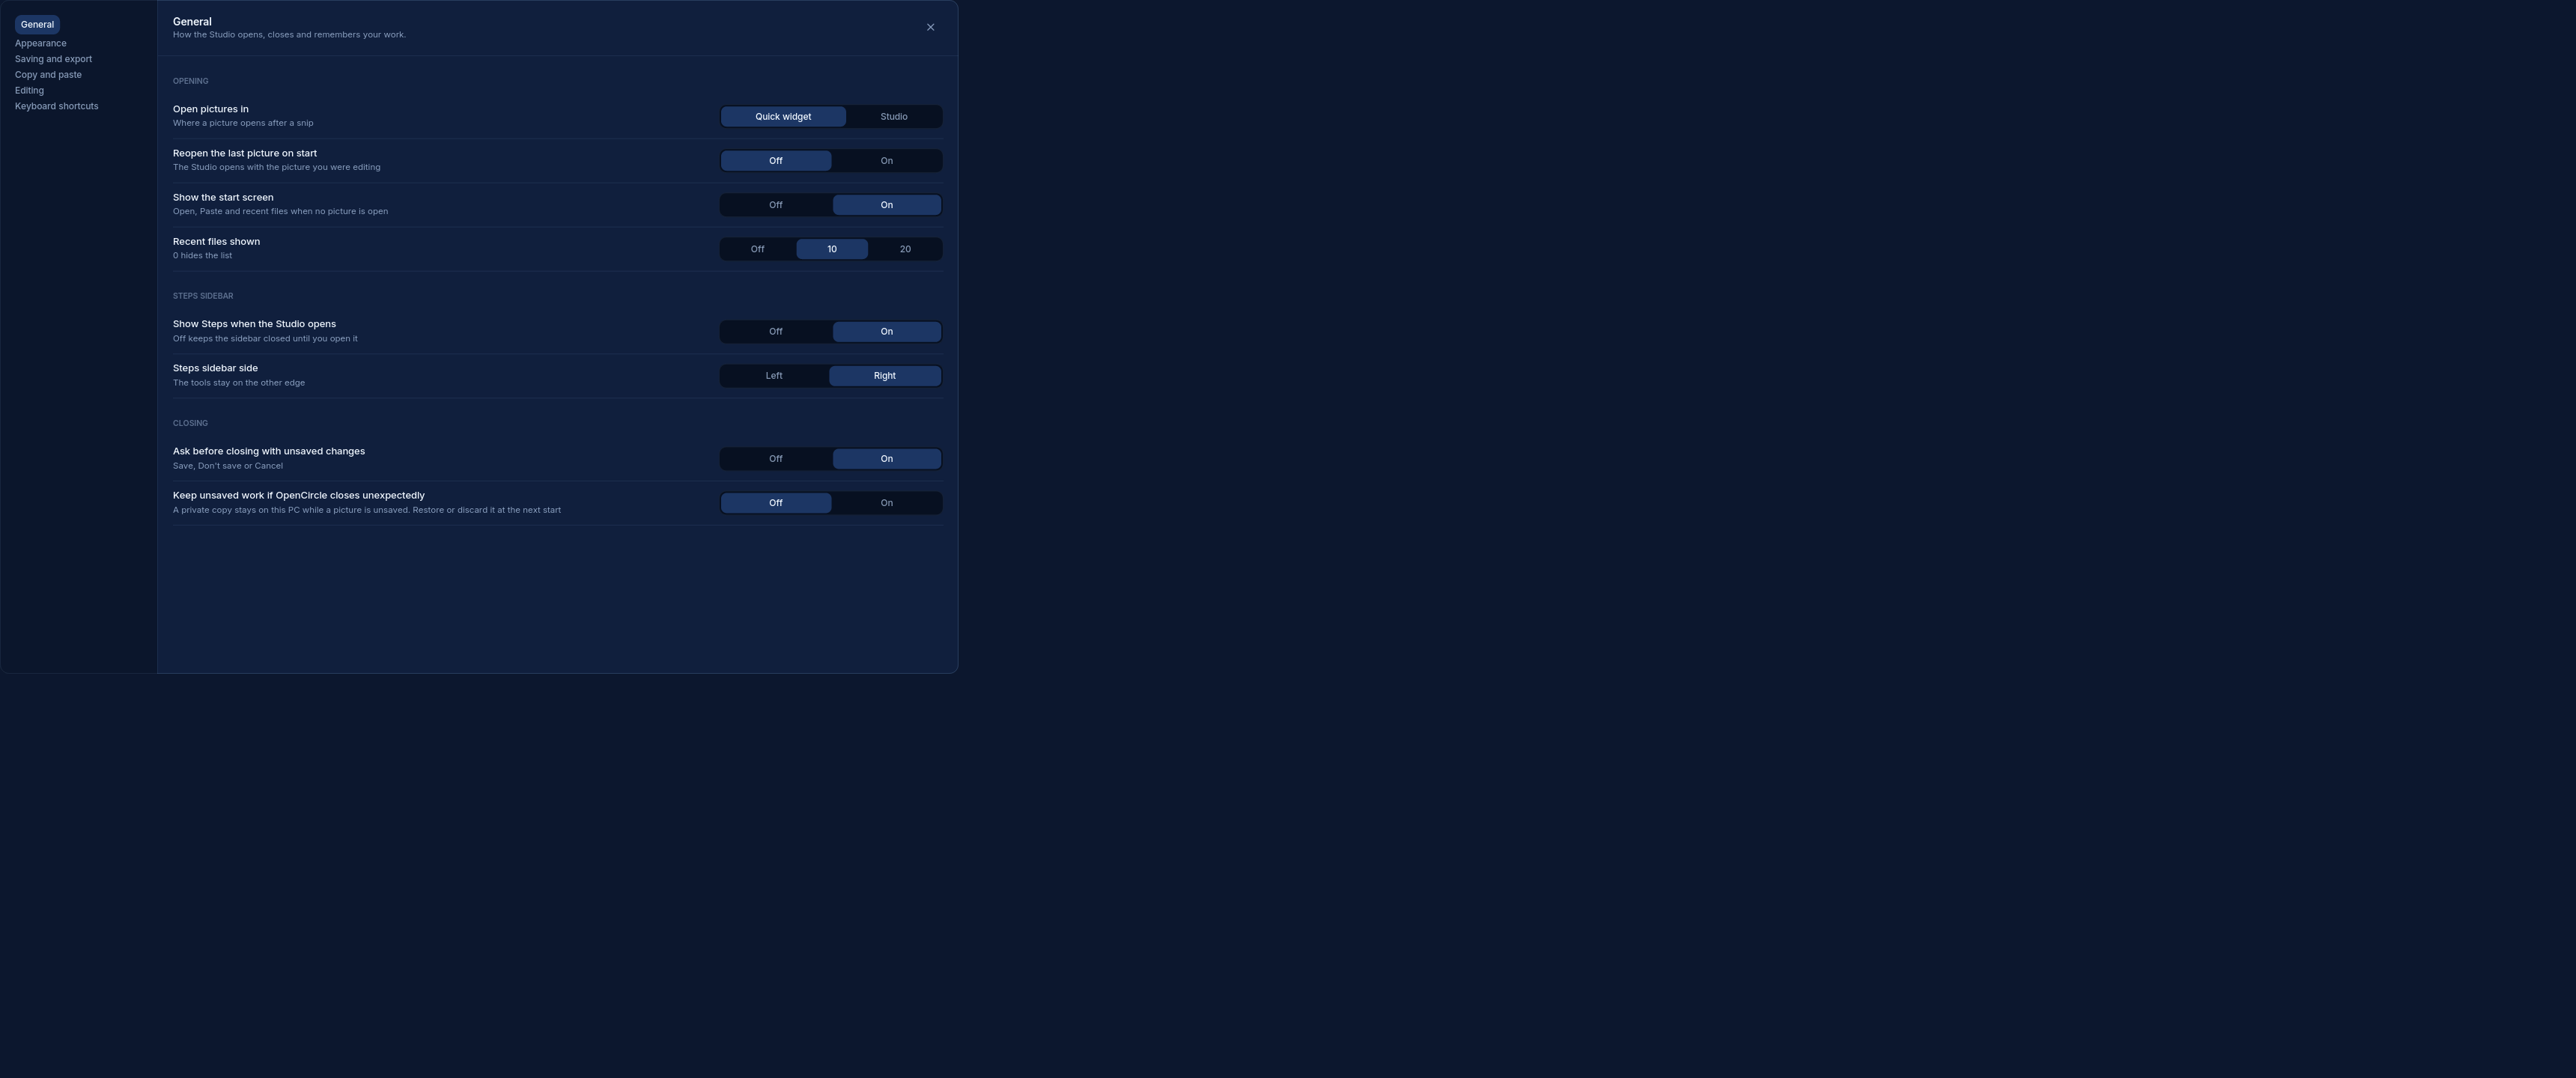 General
Appearance
Saving and export
Copy and paste
Editing
Keyboard shortcuts
General
How the Studio opens, closes and remembers your work.
OPENING
Open pictures in
Where a picture opens after a snip
Quick widget Studio
Reopen the last picture on start
The Studio opens with the picture you were editing
Off On
Show the start screen
Open, Paste and recent files when no picture is open
Off On
Recent files shown
0 hides the list
Off 10 20
STEPS SIDEBAR
Show Steps when the Studio opens
Off keeps the sidebar closed until you open it
Off On
Steps sidebar side
The tools stay on the other edge
Left Right
CLOSING
Ask before closing with unsaved changes
Save, Don't save or Cancel
Off On
Keep unsaved work if OpenCircle closes unexpectedly
A private copy stays on this PC while a picture is unsaved. Restore or discard it at the next start
Off On